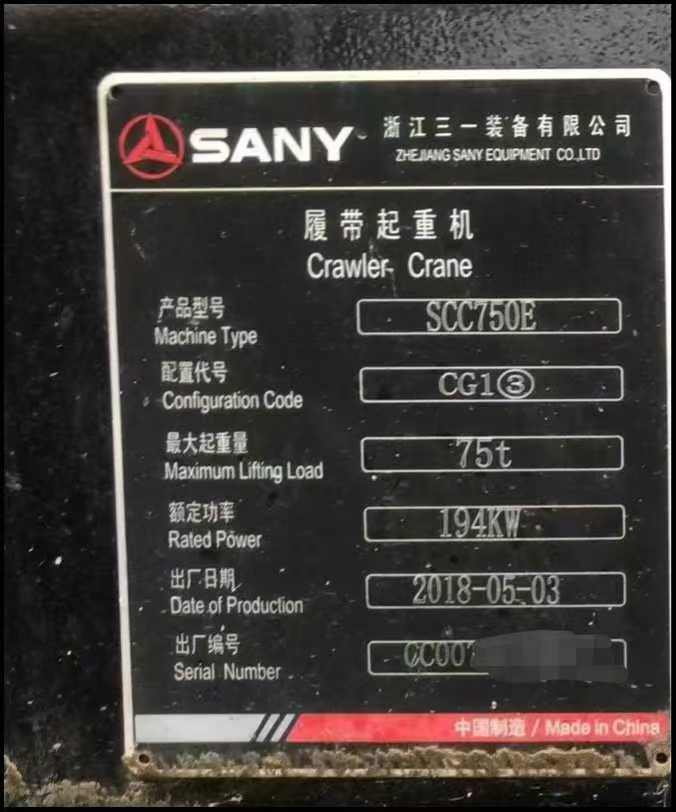 SANY 浙江三一装备有限公司
ZHEJIANG SANY EQUIPMENT CO.,LTD
履带起重机
Crawler Crane
产品型号
Machine Type
SCC750E
配置代号
Configuration Code
CG1③
最大起重量
Maximum Lifting Load
75t
额定功率
Rated Power
194KW
出厂日期
Date of Production
2018-05-03
出厂编号
Serial Number
CC00
中国制造 / Made in China